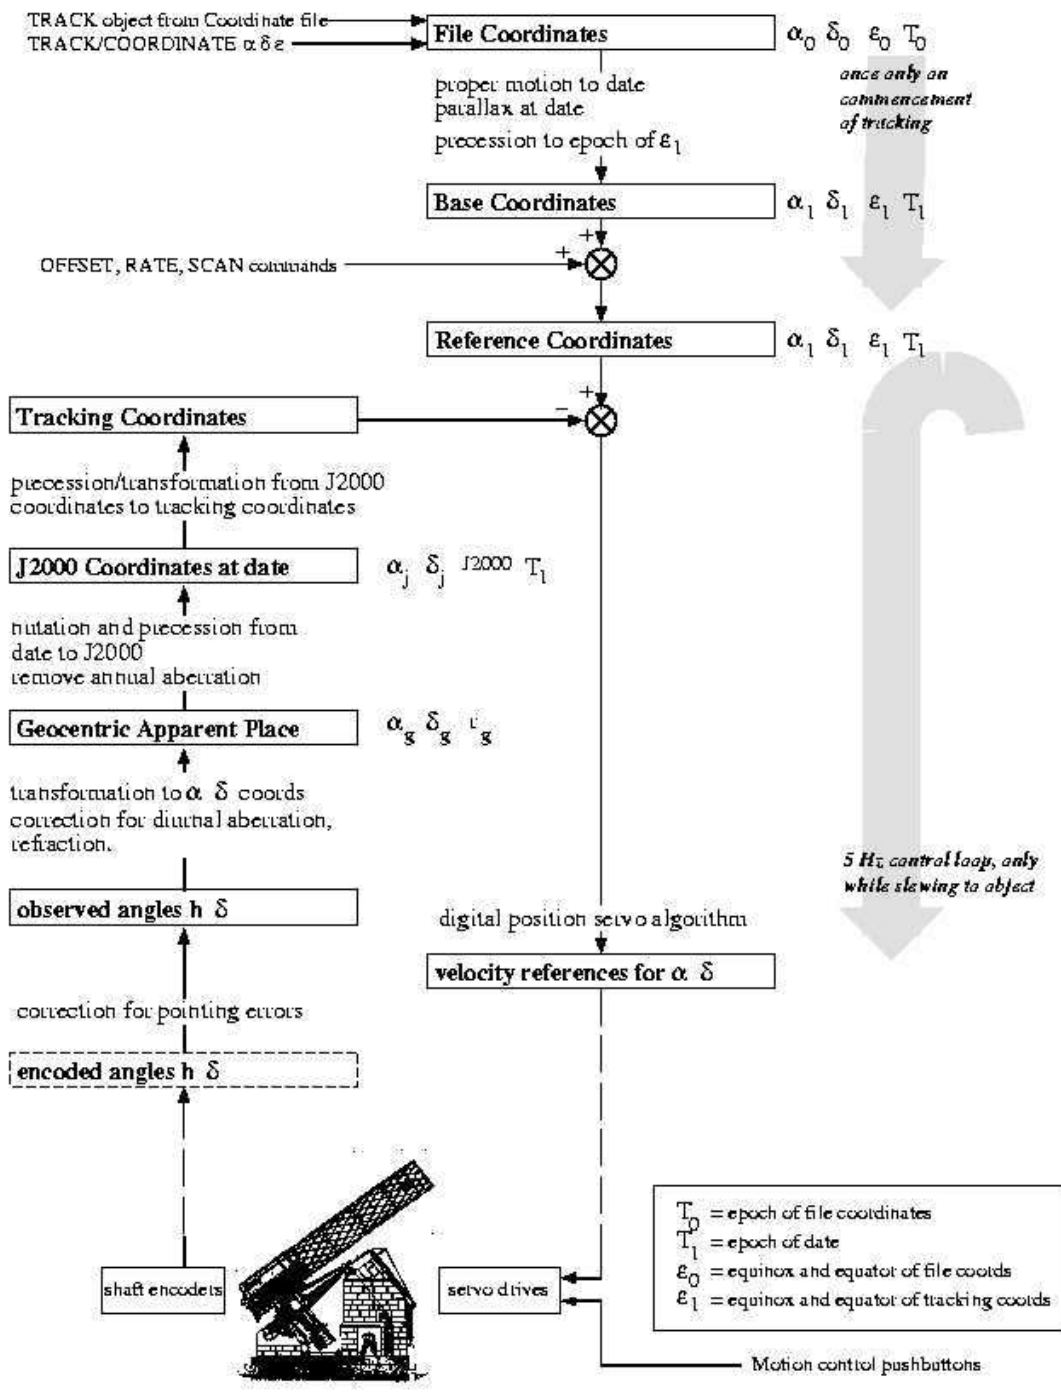 TRACK object from Coordinate file
TRACK/COORDINATE α δ ε
File Coordinates
α0 δ0 ε0 T0
once only on
commencement
of tracking
proper motion to date
parallax at date
precession to epoch of ε1
Base Coordinates
α1 δ1 ε1 T1
+
+
OFFSET, RATE, SCAN commands
Reference Coordinates
α1 δ1 ε1 T1
+
−
Tracking Coordinates
precession/transformation from J2000
coordinates to tracking coordinates
J2000 Coordinates at date
αj δj J2000 T1
nutation and precession from
date to J2000
remove annual aberration
Geocentric Apparent Place
αg δg
transformation to α δ coords
correction for diurnal aberration,
refraction.
5 Hz control loop, only
while slewing to object
observed angles h δ
digital position servo algorithm
velocity references for α δ
correction for pointing errors
encoded angles h δ
shaft encoders
servo drives
T0 = epoch of file coordinates
T1 = epoch of date
ε0 = equinox and equator of file coords
ε1 = equinox and equator of tracking coords
Motion control pushbuttons